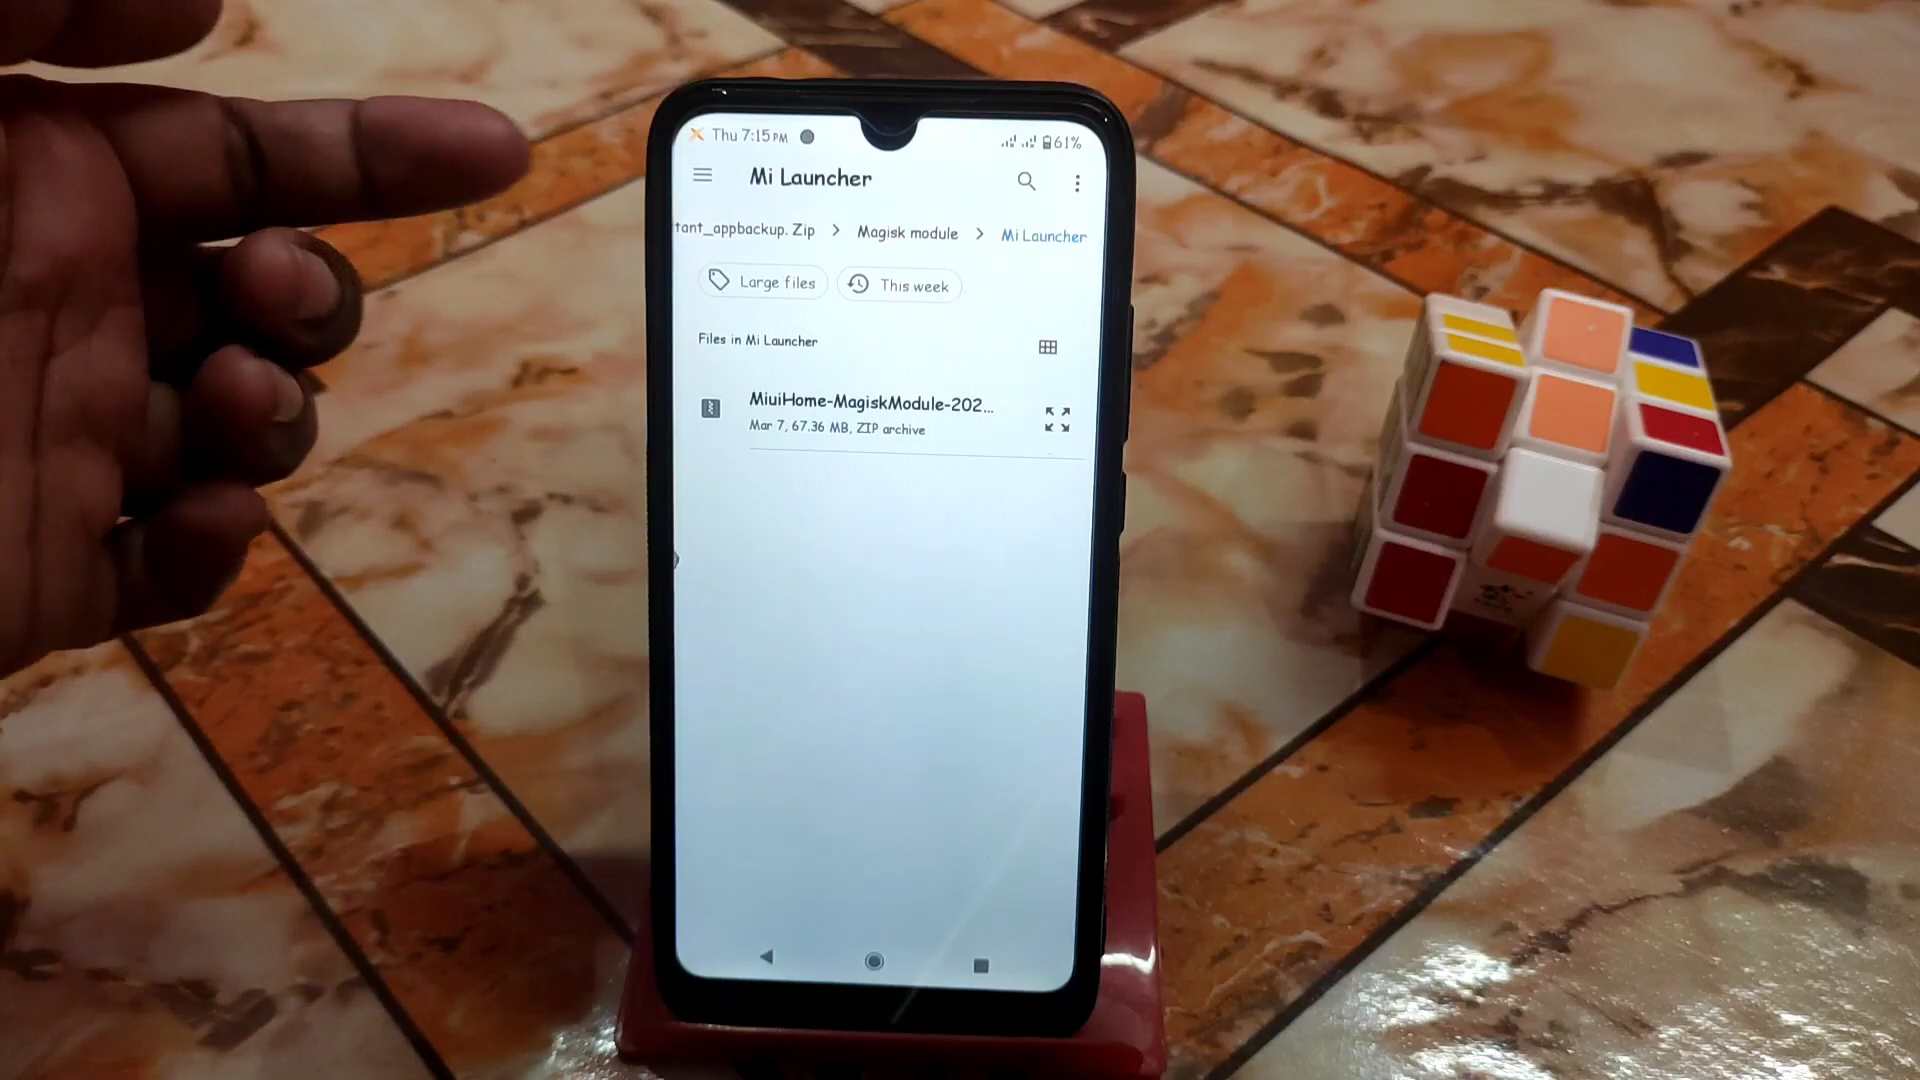 Thu 7:15 PM 61%
Mi Launcher
tant_appbackup. Zip > Magisk module > Mi Launcher
Large files This week
Files in Mi Launcher
MiuiHome-MagiskModule-202...
Mar 7, 67.36 MB, ZIP archive